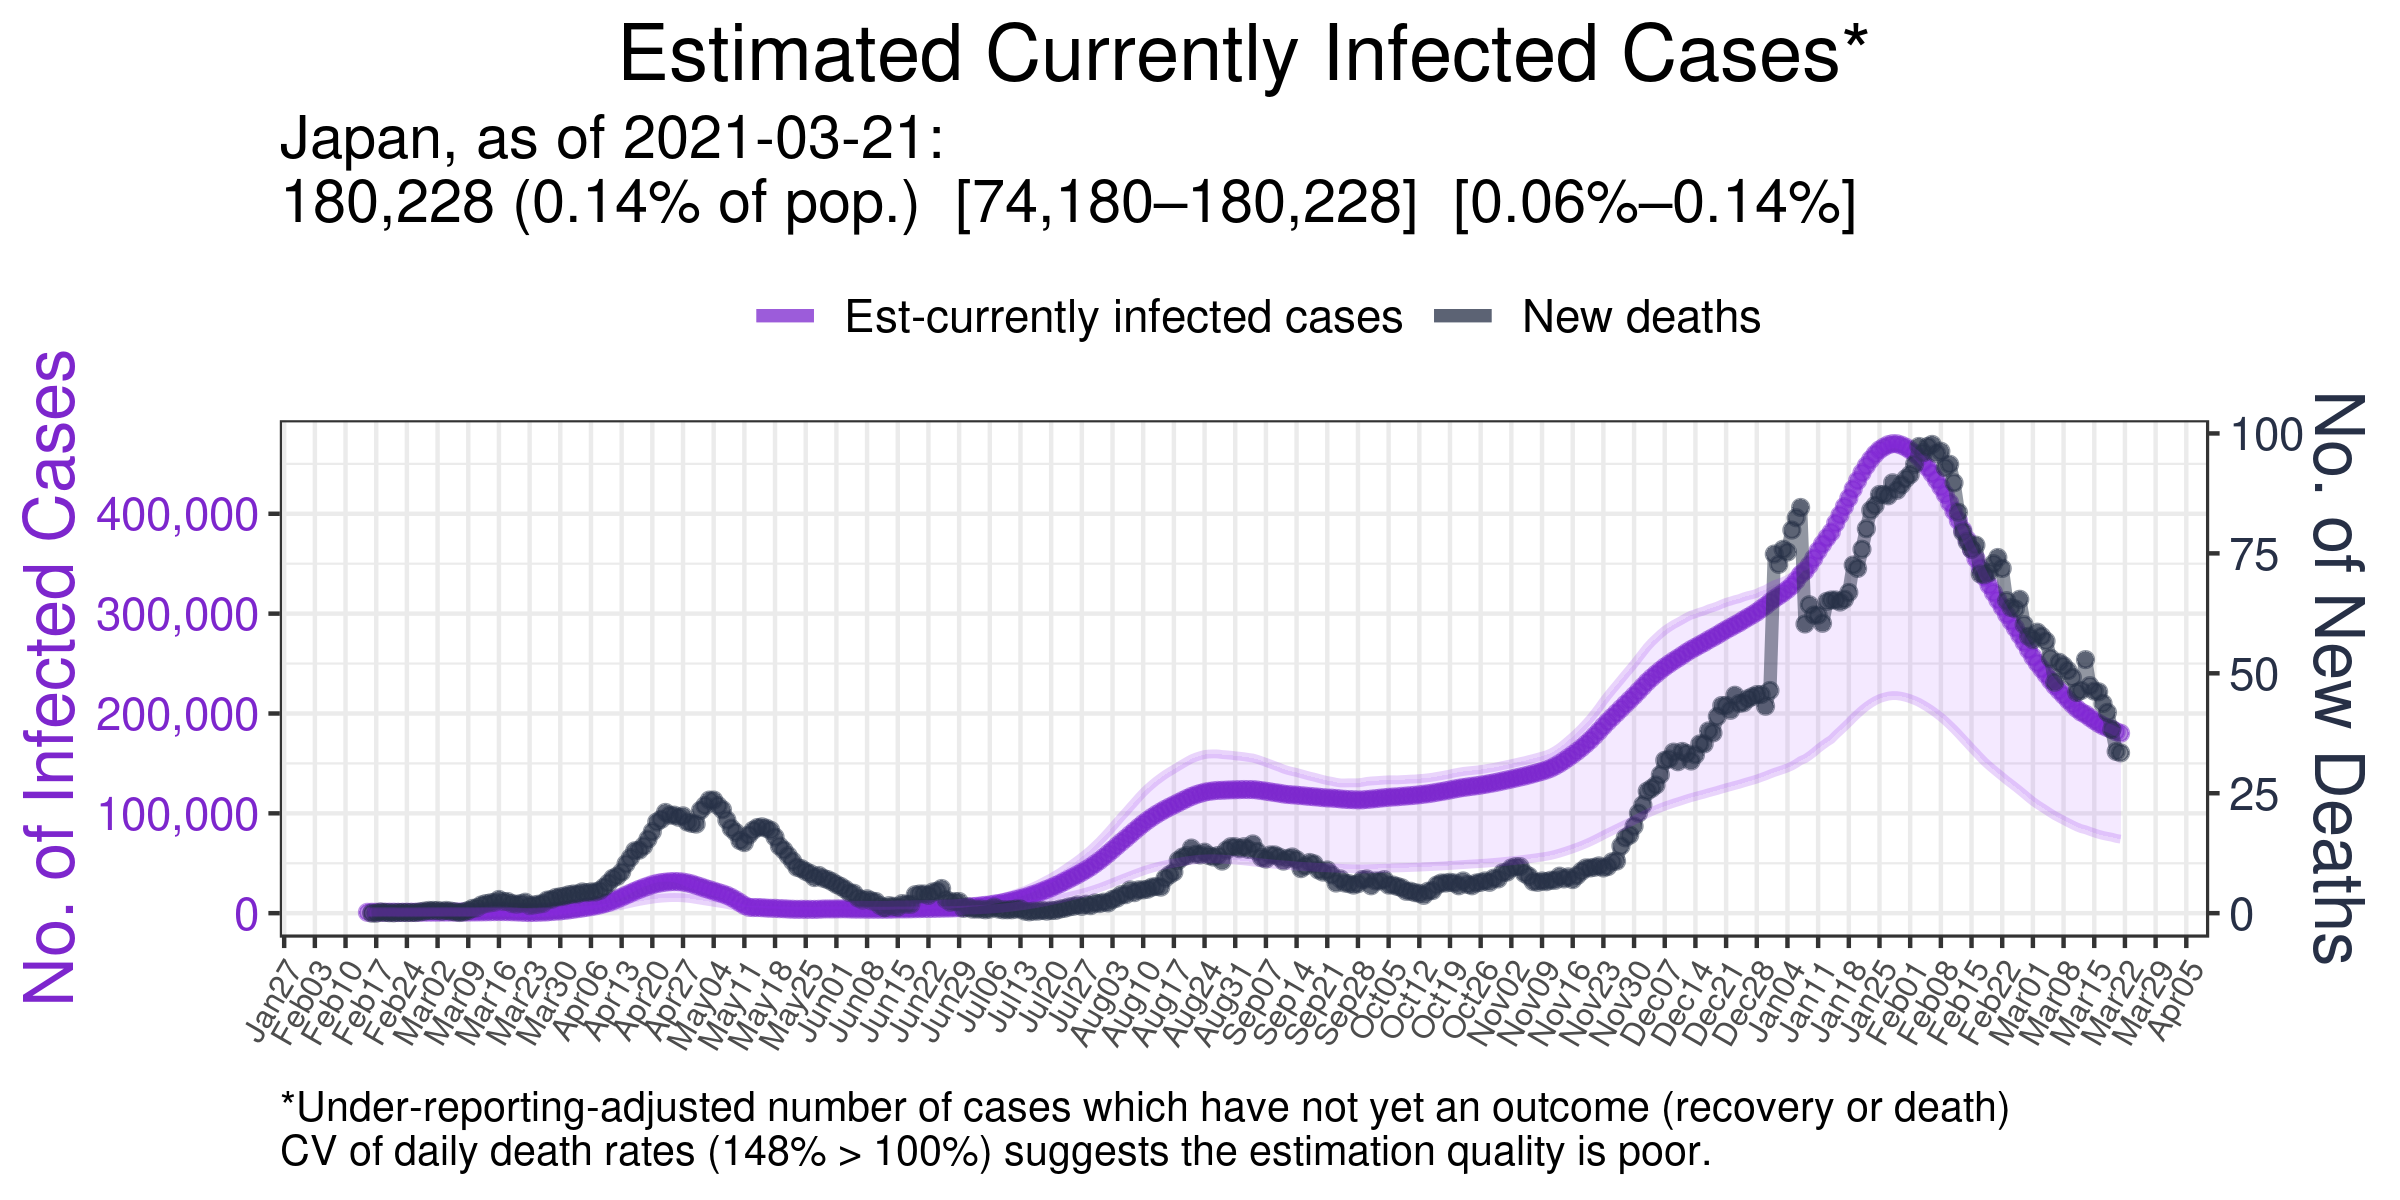 Estimated Currently Infected Cases*
Japan, as of 2021-03-21:
180,228 (0.14% of pop.)  [74,180–180,228]  [0.06%–0.14%]
Est-currently infected cases
New deaths
No. of Infected Cases
400,000
300,000
200,000
100,000
0
100
75
50
25
0
No. of New Deaths
Jan27
Feb03
Feb10
Feb17
Feb24
Mar02
Mar09
Mar16
Mar23
Mar30
Apr06
Apr13
Apr20
Apr27
May04
May11
May18
May25
Jun01
Jun08
Jun15
Jun22
Jun29
Jul06
Jul13
Jul20
Jul27
Aug03
Aug10
Aug17
Aug24
Aug31
Sep07
Sep14
Sep21
Sep28
Oct05
Oct12
Oct19
Oct26
Nov02
Nov09
Nov16
Nov23
Nov30
Dec07
Dec14
Dec21
Dec28
Jan04
Jan11
Jan18
Jan25
Feb01
Feb08
Feb15
Feb22
Mar01
Mar08
Mar15
Mar22
Mar29
Apr05
*Under-reporting-adjusted number of cases which have not yet an outcome (recovery or death)
CV of daily death rates (148% > 100%) suggests the estimation quality is poor.